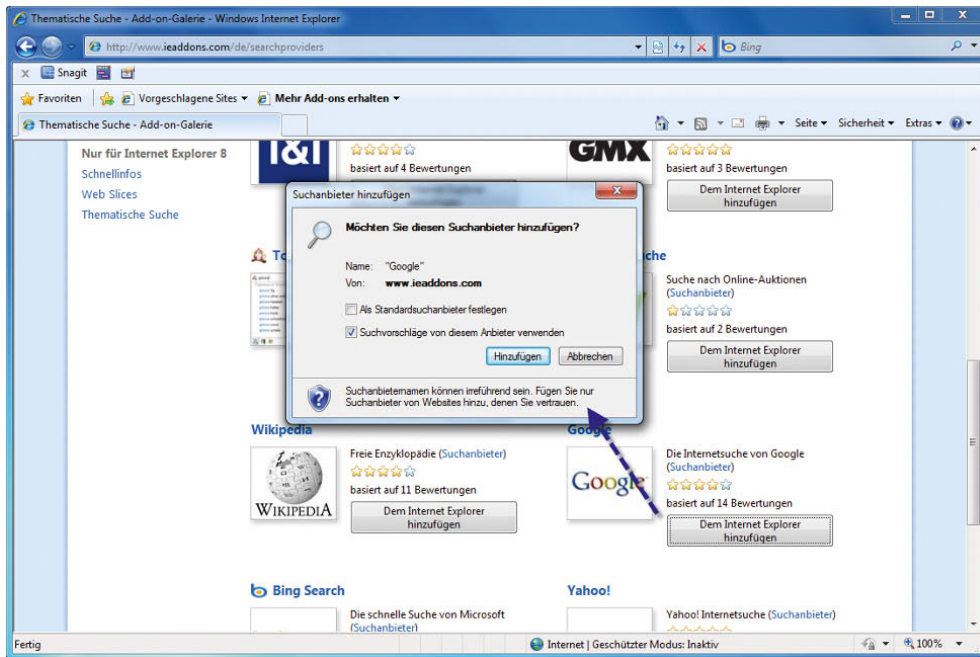 Thematische Suche - Add-on-Galerie - Windows Internet Explorer
http://www.ieaddons.com/de/searchproviders
Bing
x Snagit
Favoriten Vorgeschlagene Sites Mehr Add-ons erhalten
Thematische Suche - Add-on-Galerie
Seite Sicherheit Extras
Nur für Internet Explorer 8
Schnellinfos
Web Slices
Thematische Suche
1&1
basiert auf 4 Bewertungen
GMX
basiert auf 3 Bewertungen
Dem Internet Explorer
hinzufügen
Suchanbieter hinzufügen
Möchten Sie diesen Suchanbieter hinzufügen?
Name: "Google"
Von: www.ieaddons.com
Als Standardsuchanbieter festlegen
Suchvorschläge von diesem Anbieter verwenden
Hinzufügen Abbrechen
Suchanbieternamen können irreführend sein. Fügen Sie nur
Suchanbieter von Websites hinzu, denen Sie vertrauen.
Suche nach Online-Auktionen
(Suchanbieter)
basiert auf 2 Bewertungen
Dem Internet Explorer
hinzufügen
Wikipedia
WIKIPEDIA
Freie Enzyklopädie (Suchanbieter)
basiert auf 11 Bewertungen
Dem Internet Explorer
hinzufügen
Google
Google
Die Internetsuche von Google
(Suchanbieter)
basiert auf 14 Bewertungen
Dem Internet Explorer
hinzufügen
Bing Search
Die schnelle Suche von Microsoft
(Suchanbieter)
Yahoo!
Yahoo! Internetsuche (Suchanbieter)
Fertig
Internet | Geschützter Modus: Inaktiv
100%